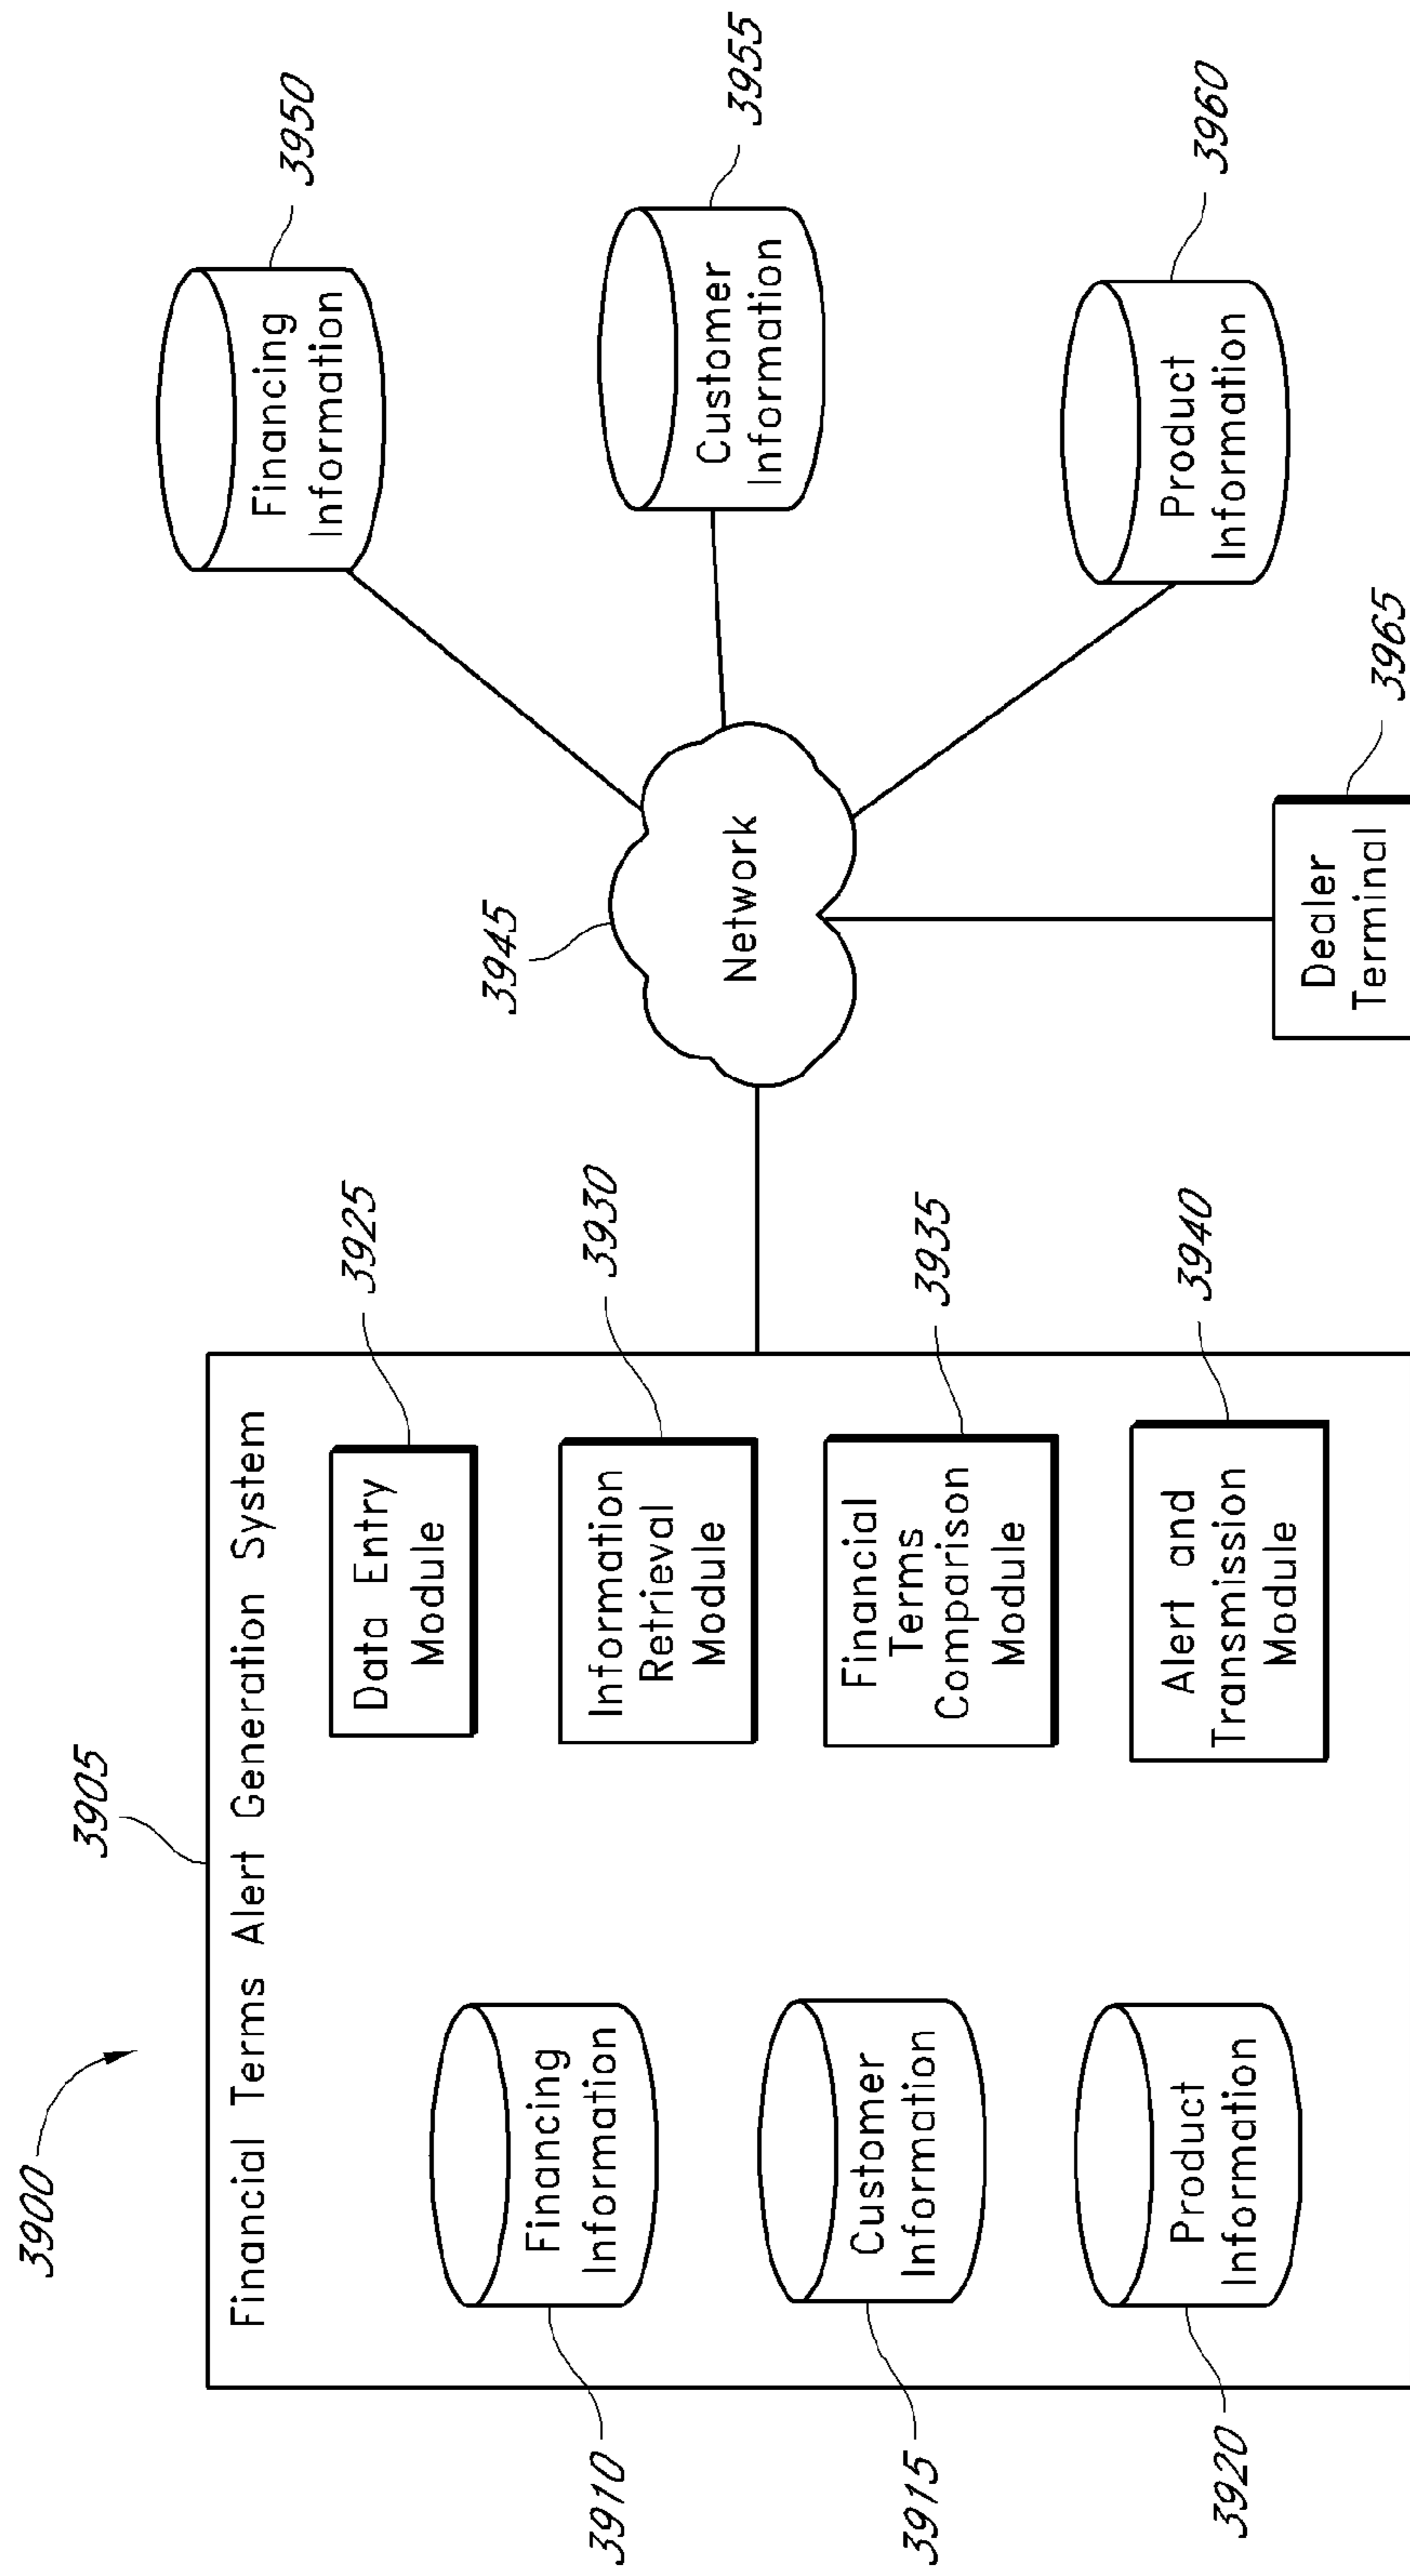 3900
3905
Financial Terms Alert Generation System
3910
Financing
Information
3915
Customer
Information
3920
Product
Information
Data Entry
Module
3925
Information
Retrieval
Module
3930
Financial
Terms
Comparison
Module
3935
Alert and
Transmission
Module
3940
3945
Network
Financing
Information
3950
Customer
Information
3955
Product
Information
3960
Dealer
Terminal
3965